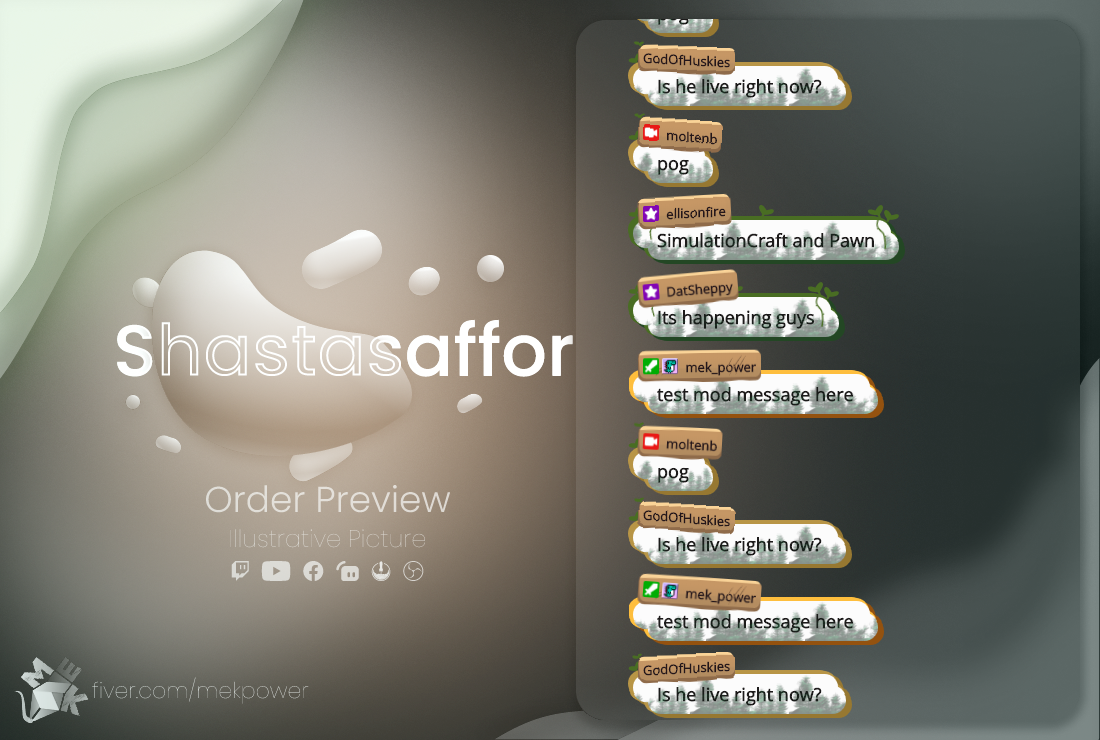 Shastasaffor
Order Preview
Illustrative Picture
MEK
fiver.com/mekpower
pog
GodOfHuskies
Is he live right now?
moltenb
pog
ellisonfire
SimulationCraft and Pawn
DatSheppy
Its happening guys
mek_power
test mod message here
moltenb
pog
GodOfHuskies
Is he live right now?
mek_power
test mod message here
GodOfHuskies
Is he live right now?